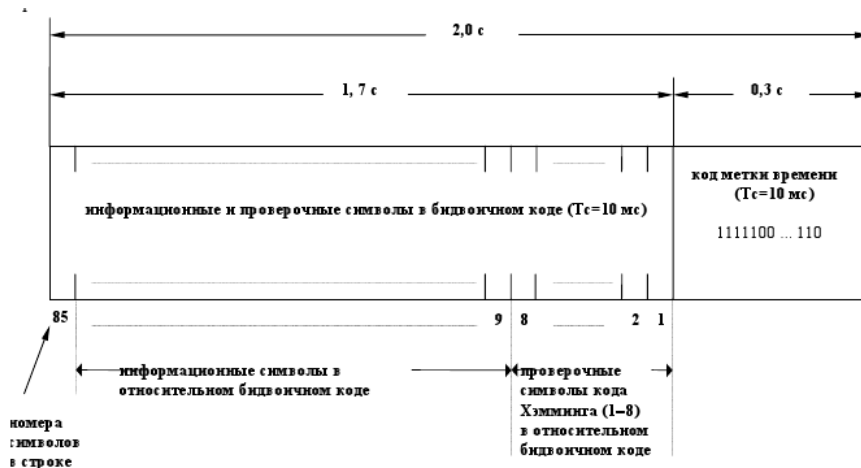 2,0 с
1, 7 с
0,3 с
код метки времени
(Тс=10 мс)
1111100 ... 110
информационные и проверочные символы в бидвоичном коде (Тс=10 мс)
85
9
8
2
1
информационные символы в
относительном бидвоичном коде
проверочные
символы кода
Хэмминга (1–8)
в относительном
бидвоичном коде
номера
символов
в строке